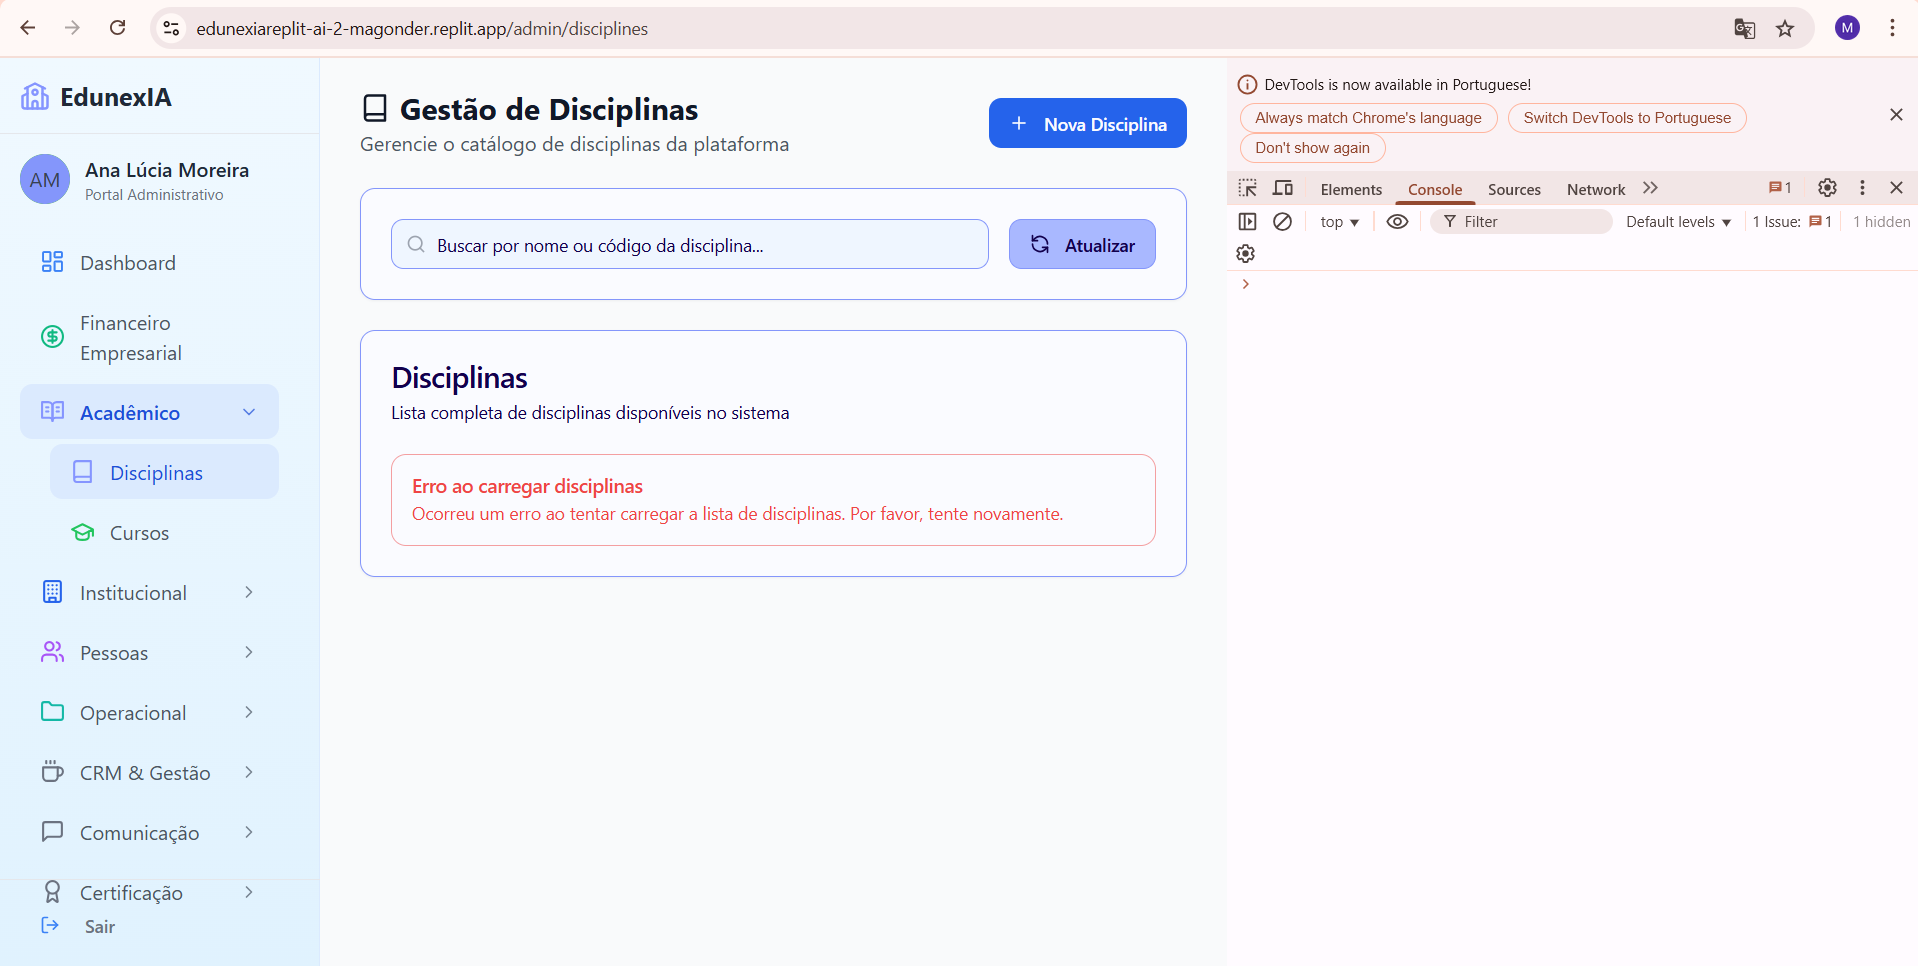 edunexiareplit-ai-2-magonder.replit.app/admin/disciplines
M
EdunexIA
AM
Ana Lúcia Moreira
Portal Administrativo
Dashboard
Financeiro
Empresarial
Acadêmico
Disciplinas
Cursos
Institucional
Pessoas
Operacional
CRM & Gestão
Comunicação
Certificação
Sair
Gestão de Disciplinas
Gerencie o catálogo de disciplinas da plataforma
Nova Disciplina
Buscar por nome ou código da disciplina...
Atualizar
Disciplinas
Lista completa de disciplinas disponíveis no sistema
Erro ao carregar disciplinas
Ocorreu um erro ao tentar carregar a lista de disciplinas. Por favor, tente novamente.
DevTools is now available in Portuguese!
Always match Chrome's language
Switch DevTools to Portuguese
Don't show again
Elements Console Sources Network 1
top Filter Default levels 1 Issue: 1 1 hidden